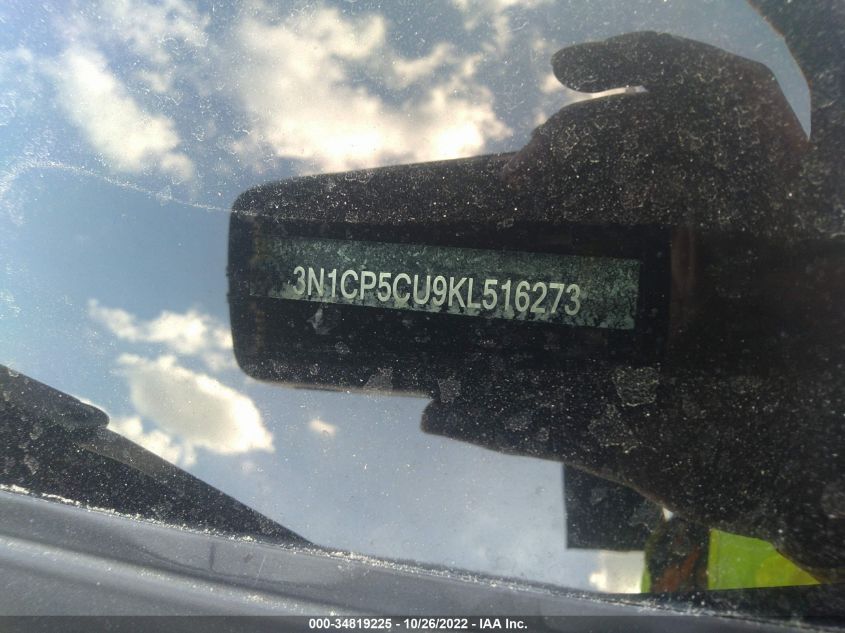 3N1CP5CU9KL516273
000-34819225 - 10/26/2022 - IAA Inc.